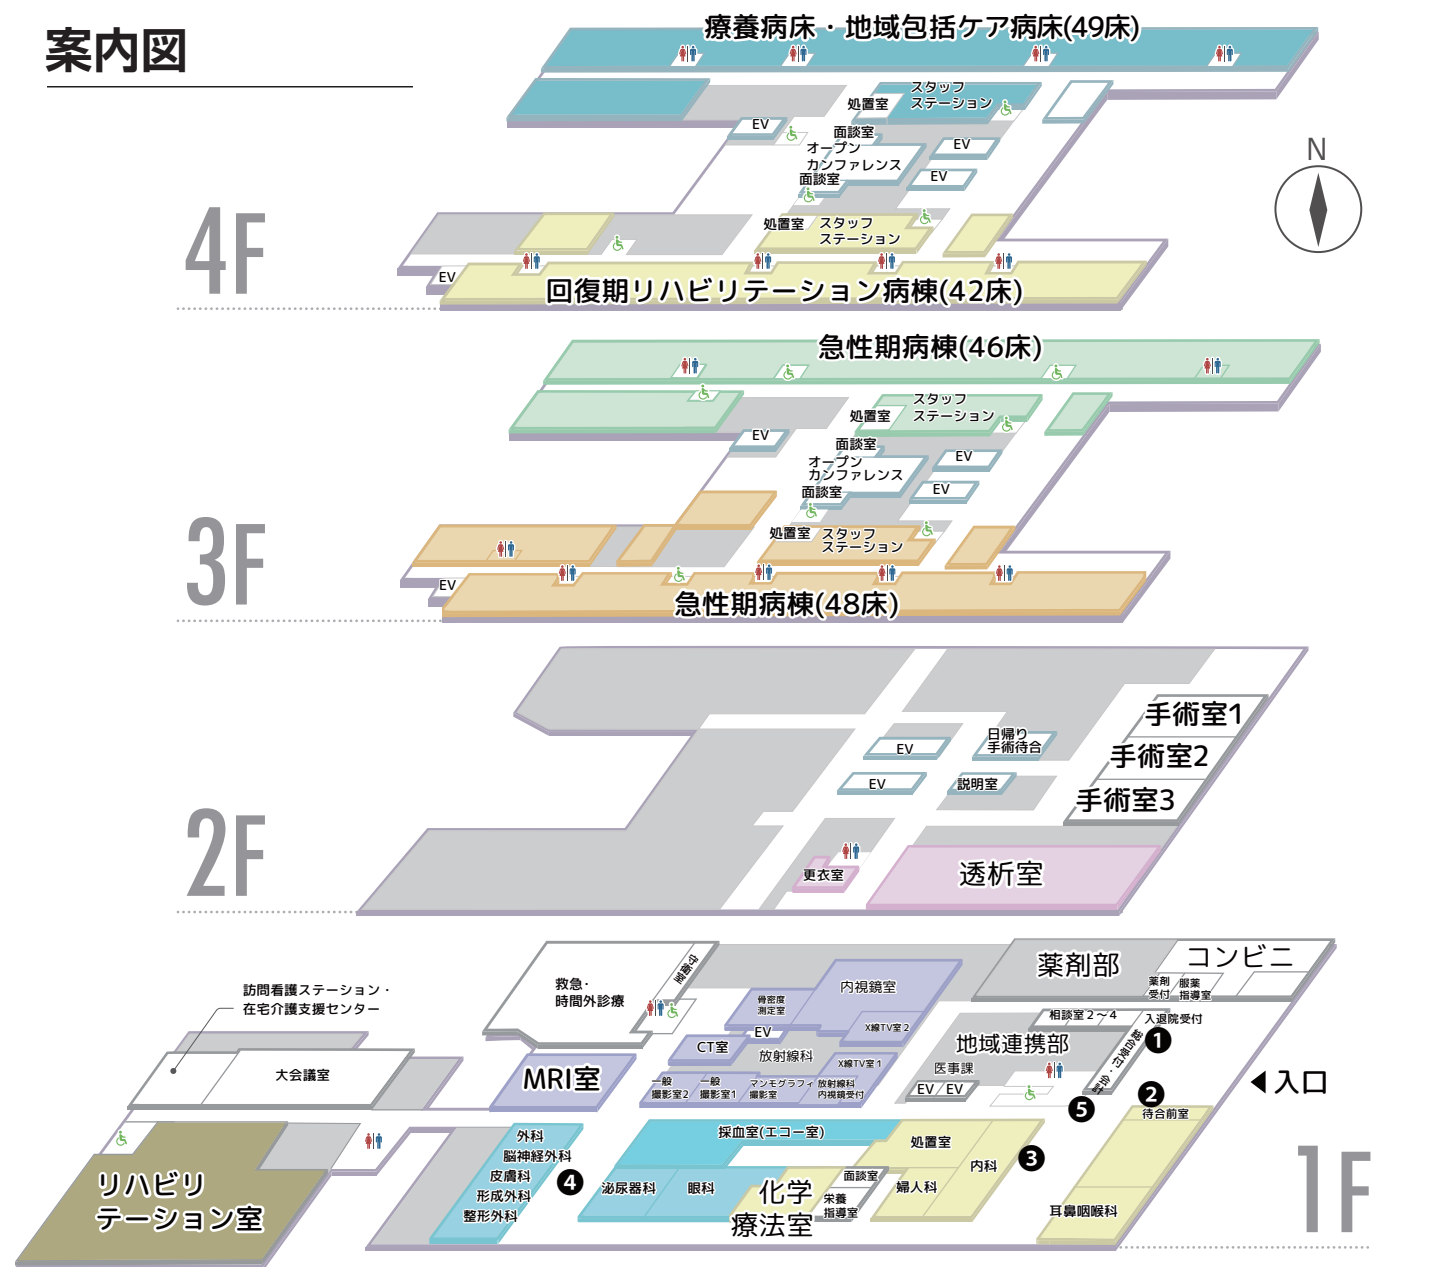 案内図
N
4F
療養病床・地域包括ケア病床(49床)
処置室
スタッフ
ステーション
EV
面談室
オープン
カンファレンス
面談室
EV
EV
処置室
スタッフ
ステーション
EV
回復期リハビリテーション病棟(42床)
3F
急性期病棟(46床)
処置室
スタッフ
ステーション
EV
面談室
オープン
カンファレンス
面談室
EV
EV
処置室
スタッフ
ステーション
EV
急性期病棟(48床)
2F
手術室1
手術室2
手術室3
EV
日帰り
手術待合
EV
説明室
更衣室
透析室
1F
訪問看護ステーション・
在宅介護支援センター
大会議室
リハビリ
テーション室
救急・
時間外診療
守衛室
MRI室
骨密度
測定室
内視鏡室
EV
X線TV室2
CT室
放射線科
X線TV室1
一般
撮影室2
一般
撮影室1
マンモグラフィ
撮影室
放射線科
内視鏡受付
薬剤部
コンビニ
薬剤
受付
服薬
指導室
相談室2～4
入退院受付
❶
総合受付・会計
地域連携部
医事課
EV/EV
❷
待合前室
❺
入口
外科
脳神経外科
皮膚科
形成外科
整形外科
❹
採血室(エコー室)
泌尿器科
眼科
化学
療法室
面談室
栄養
指導室
処置室
内科
婦人科
❸
耳鼻咽喉科